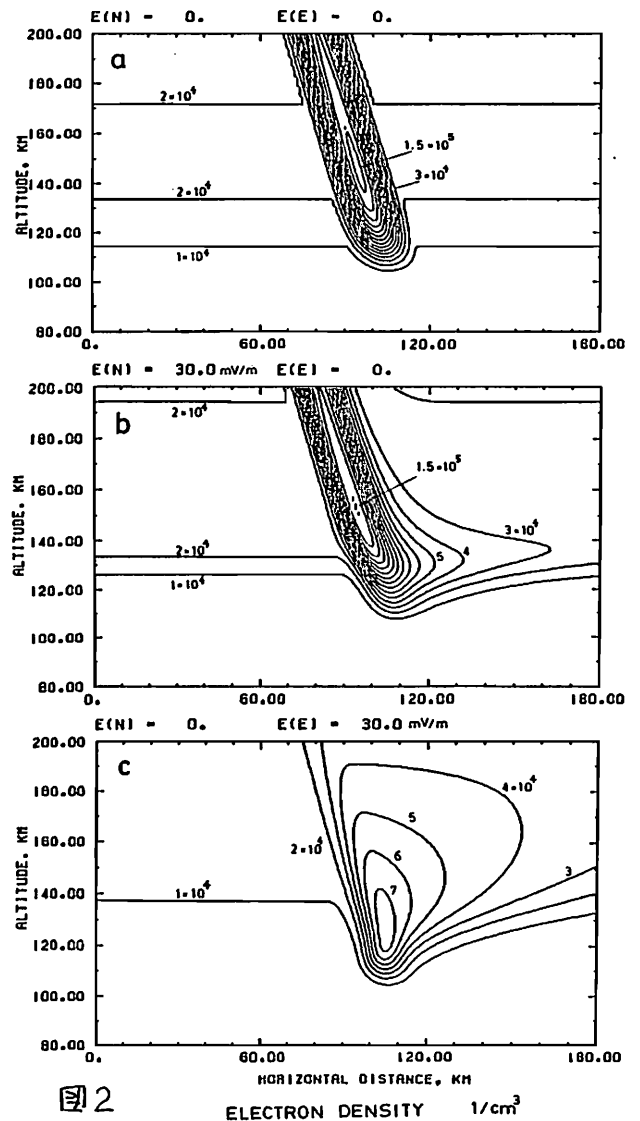 E(N) = 0. E(E) = 0.
a
200.00
180.00
160.00
140.00
120.00
100.00
80.00
ALTITUDE, KM
2×10⁴
2×10⁴
1×10⁴
1.5×10⁵
3×10⁴
0. 60.00 120.00 180.00
E(N) = 30.0 mV/m E(E) = 0.
b
200.00
180.00
160.00
140.00
120.00
100.00
80.00
ALTITUDE, KM
2×10⁴
2×10⁴
1×10⁴
1.5×10⁵
3×10⁴
5
4
0. 60.00 120.00 180.00
E(N) = 0. E(E) = 30.0 mV/m
c
200.00
180.00
160.00
140.00
120.00
100.00
80.00
ALTITUDE, KM
1×10⁴
2×10⁴
4×10⁴
5
6
7
3
0. 60.00 120.00 180.00
HORIZONTAL DISTANCE, KM
図2 ELECTRON DENSITY 1/cm³